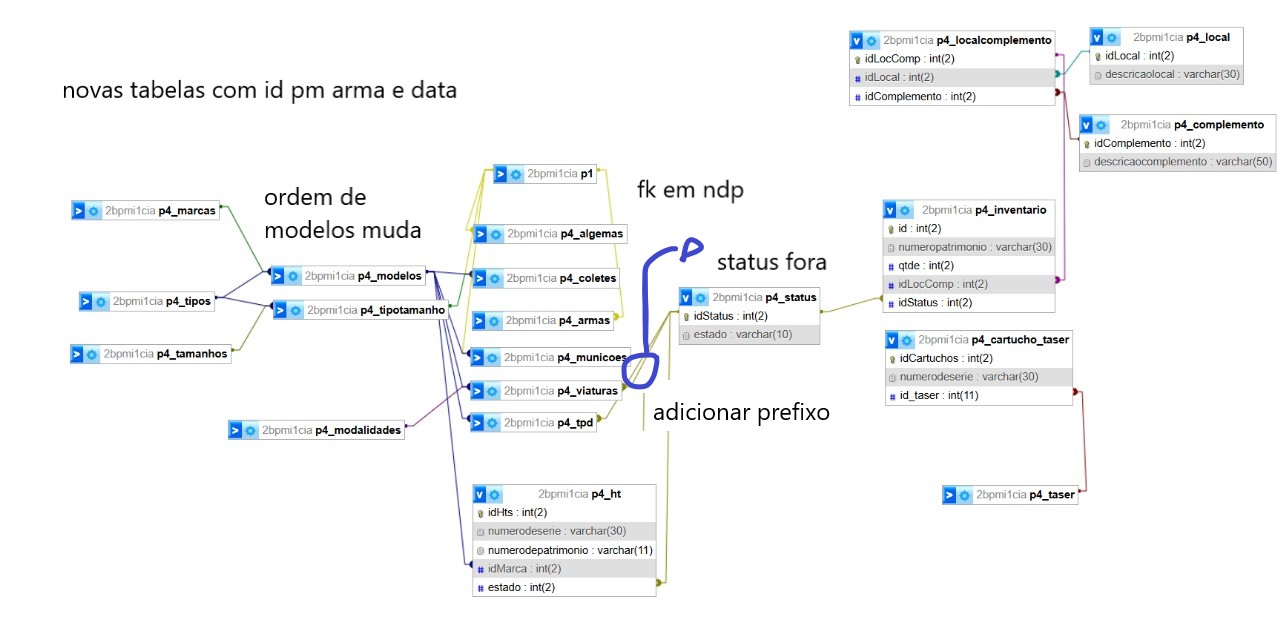 2bpmi1cia p4_localcomplemento
idLocComp : int(2)
idLocal : int(2)
idComplemento : int(2)
2bpmi1cia p4_local
idLocal : int(2)
descricaolocal : varchar(30)
novas tabelas com id pm arma e data
2bpmi1cia p4_complemento
idComplemento : int(2)
descricaocomplemento : varchar(50)
2bpmi1cia p1
fk em ndp
ordem de
modelos muda
2bpmi1cia p4_marcas
2bpmi1cia p4_algemas
2bpmi1cia p4_inventario
id : int(2)
numeropatrimonio : varchar(30)
qtde : int(2)
idLocComp : int(2)
idStatus : int(2)
status fora
2bpmi1cia p4_modelos
2bpmi1cia p4_coletes
2bpmi1cia p4_tipos
2bpmi1cia p4_tipotamanho
2bpmi1cia p4_armas
2bpmi1cia p4_status
idStatus : int(2)
estado : varchar(10)
2bpmi1cia p4_tamanhos
2bpmi1cia p4_municoes
2bpmi1cia p4_cartucho_taser
idCartuchos : int(2)
numerodeserie : varchar(30)
id_taser : int(11)
2bpmi1cia p4_viaturas
adicionar prefixo
2bpmi1cia p4_modalidades
2bpmi1cia p4_tpd
2bpmi1cia p4_ht
idHts : int(2)
numerodeserie : varchar(30)
numerodepatrimonio : varchar(11)
idMarca : int(2)
estado : int(2)
2bpmi1cia p4_taser